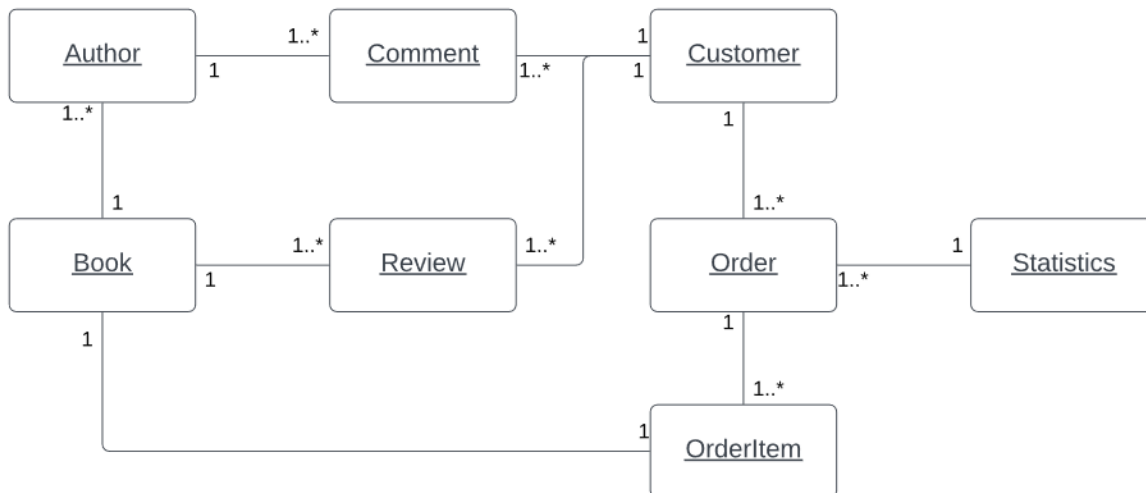 Author
1
1..*
Comment
1..*
1
1
Customer
1..*
1
1
1..*
Book
1
1..*
Review
1..*
Order
1..*
1
Statistics
1
1
1..*
1
OrderItem